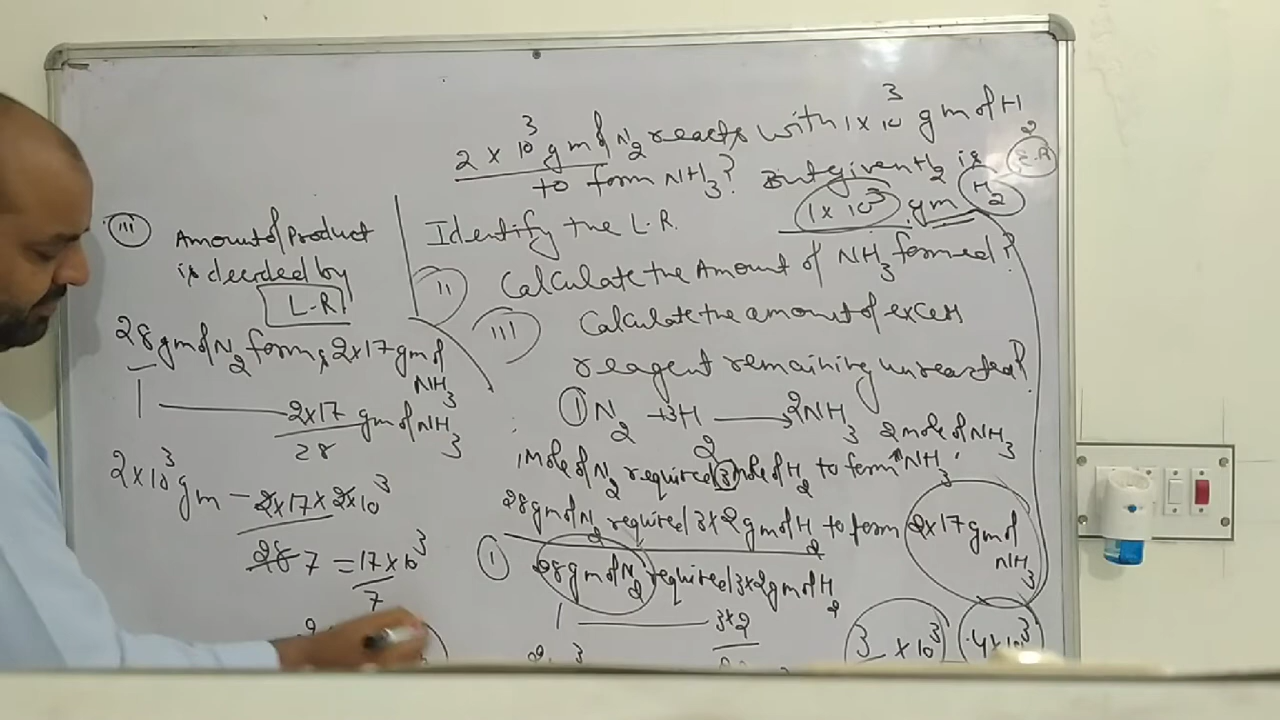 2 × 10³ gm of N₂ reacts with 1 × 10³ gm of H₂
to form NH₃? But given H₂ is
1 × 10³ gm H₂ E.R
Identify the L.R.
II Calculate the Amount of NH₃ formed?
III Calculate the amount of excess
reagent remaining unreacted?
① N₂ + 3H₂ → 2NH₃
2 mole of NH₃
1 Mole of N₂ required 3 mole of H₂ to form NH₃.
28 gm of N₂ required 3×2 gm of H₂ to form 2×17 gm of NH₃
① 28 gm of N₂ required 3×2 gm of H₂
1 — 3×2
3 × 10³ .4×10³
III Amount of Product
is decided by
L.R
28 gm of N₂ forms 2×17 gm of NH₃
1 — 2×17/28 gm of NH₃
2×10³ gm — 2×17×2×10³
28 7 = 17×10³/7